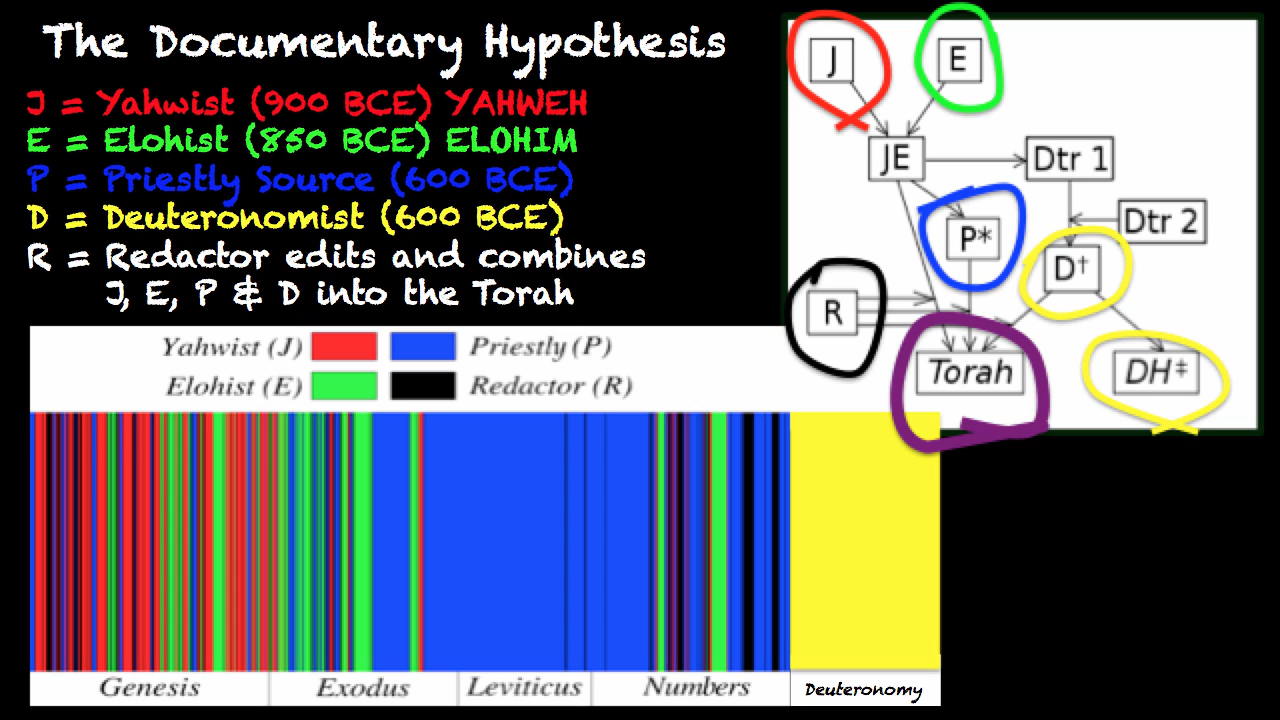 The Documentary Hypothesis
J = Yahwist (900 BCE) YAHWEH
E = Elohist (850 BCE) ELOHIM
P = Priestly Source (600 BCE)
D = Deuteronomist (600 BCE)
R = Redactor edits and combines
J, E, P & D into the Torah
J
E
JE
Dtr 1
Dtr 2
P*
D†
R
Torah
DH‡
Yahwist (J)
Priestly (P)
Elohist (E)
Redactor (R)
Genesis
Exodus
Leviticus
Numbers
Deuteronomy